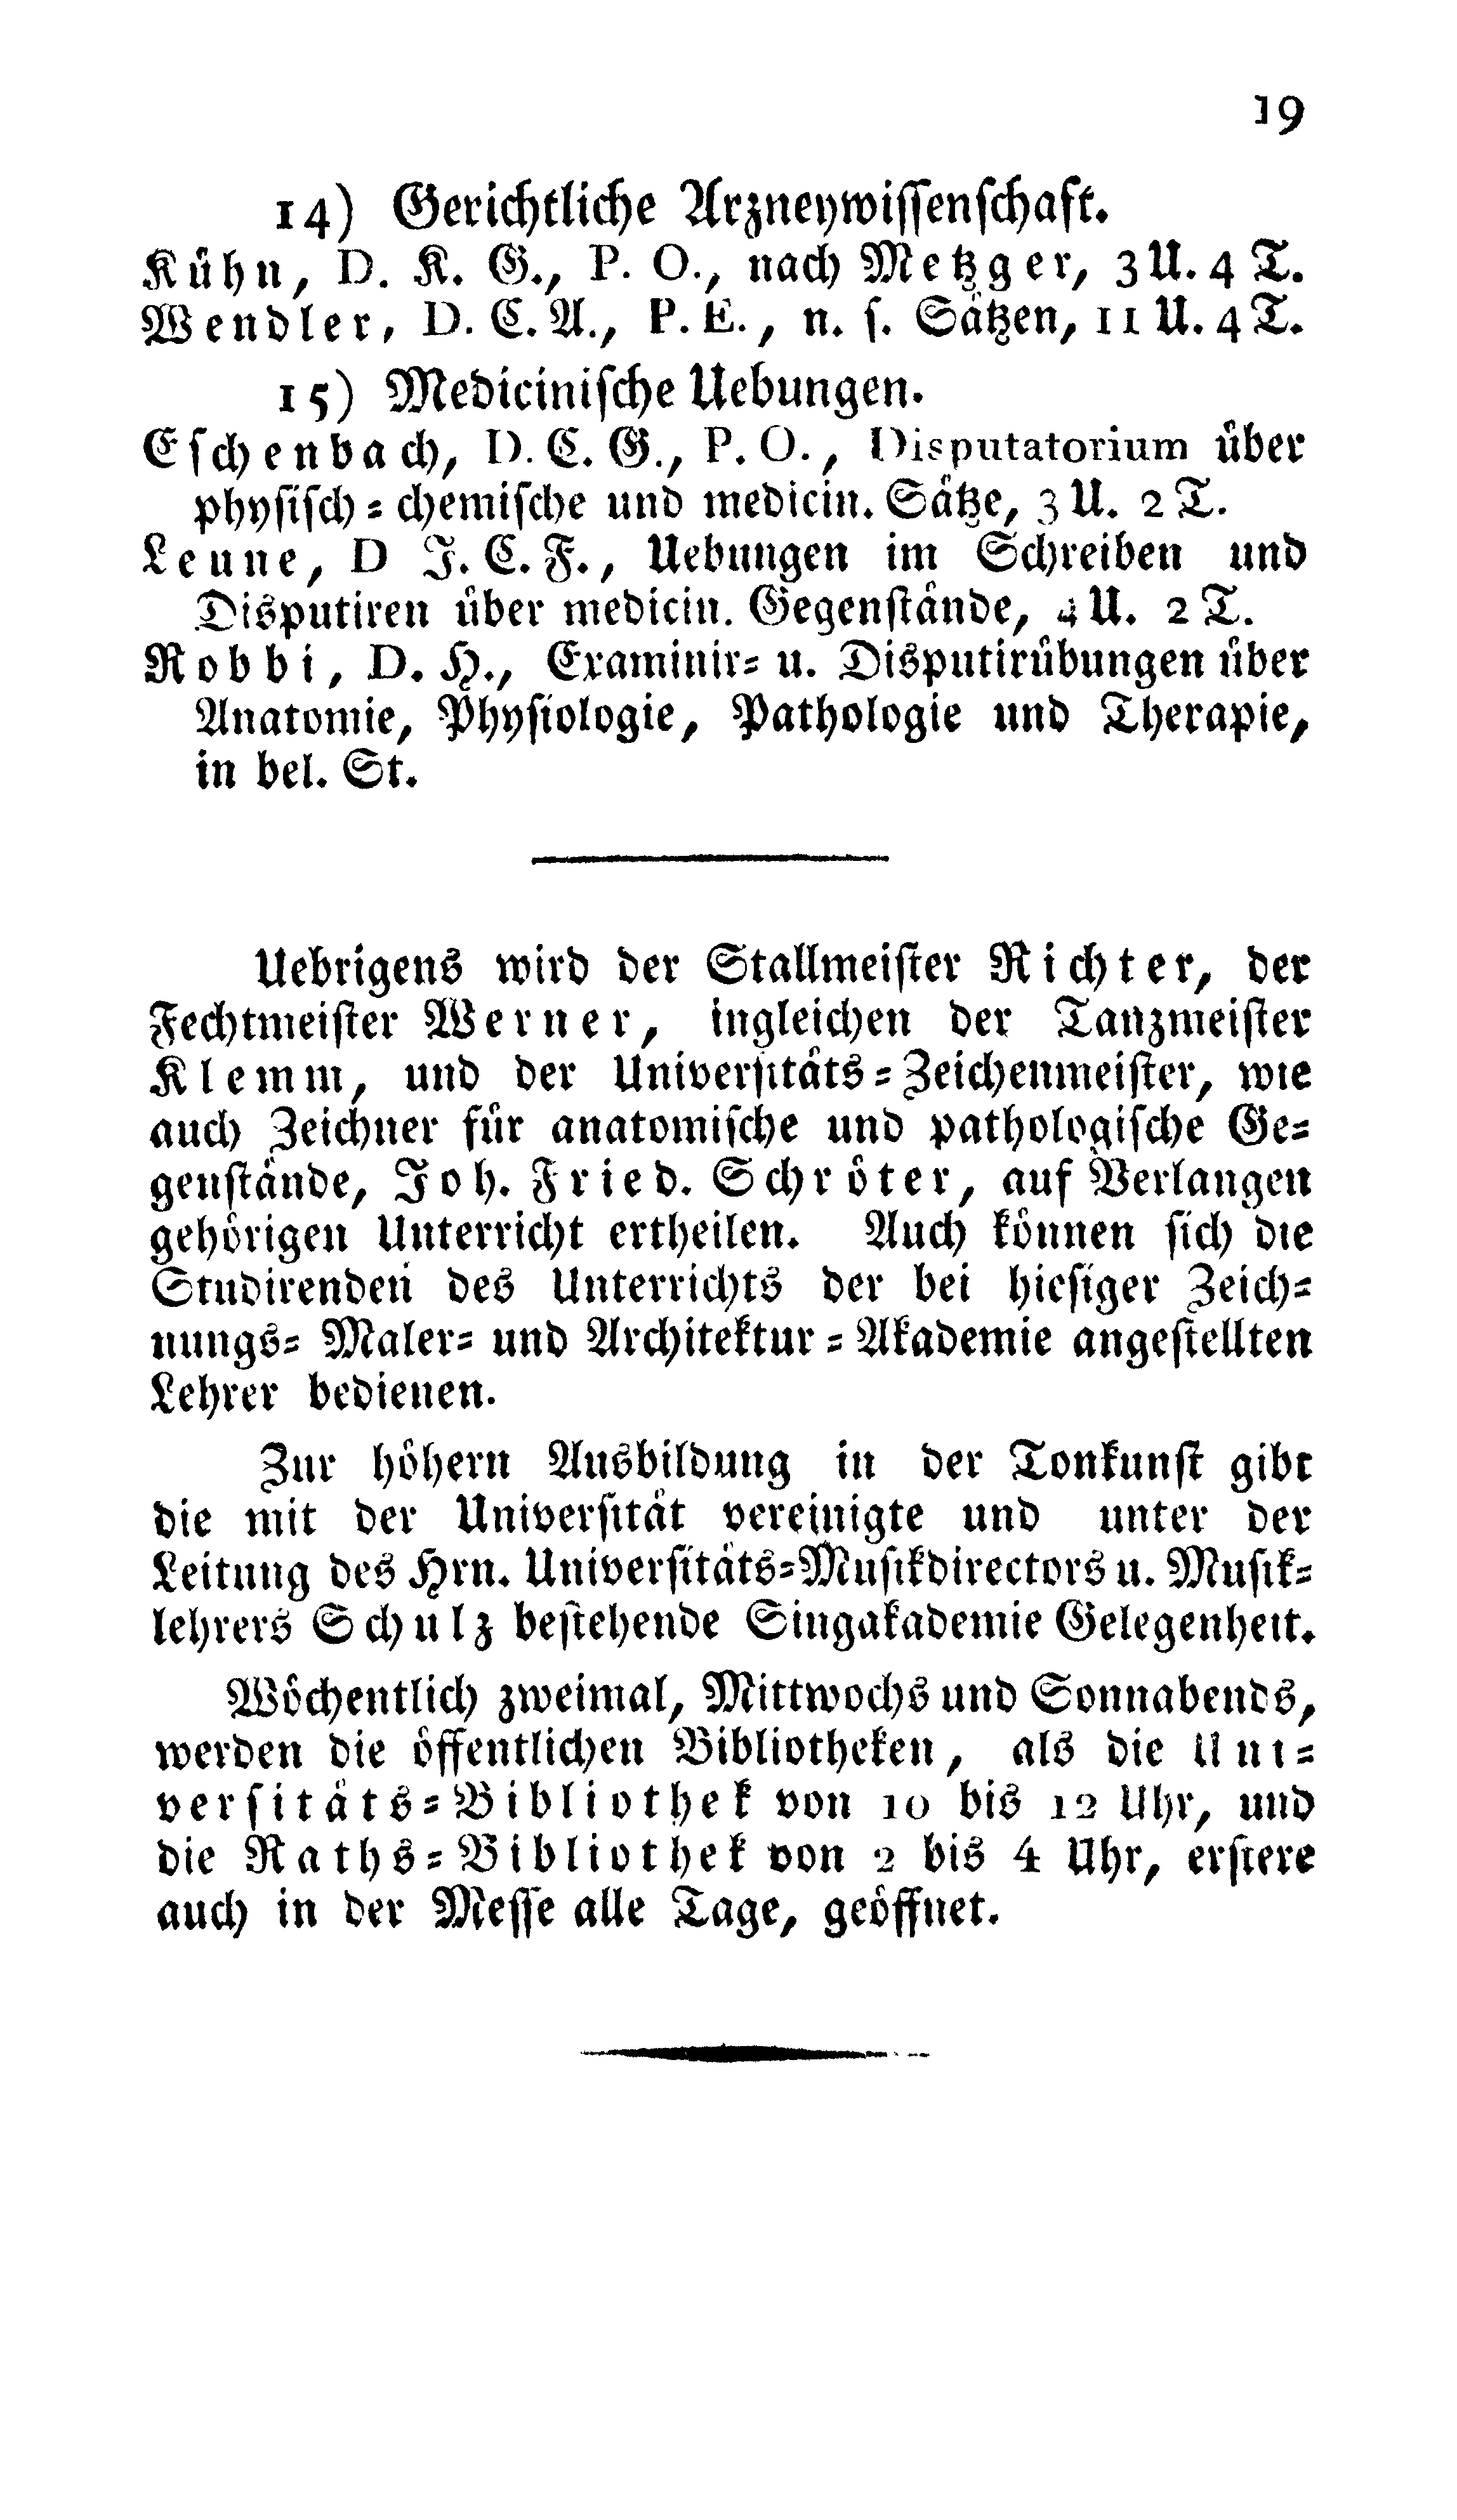 19
14) Gerichtliche Arzneywissenschaft.
Kühn, D. K. G., P. O., nach Metzger, 3 U. 4 T.
Wendler, D. C. A., P. E., n. s. Sätzen, 11 U. 4 T.
15) Medicinische Uebungen.
Eschenbach, D. C. G., P. O., Disputatorium über
physisch=chemische und medicin. Sätze, 3 U. 2 T.
Leune, D J. C. F., Uebungen im Schreiben und
Disputiren über medicin. Gegenstände, 4 U. 2 T.
Robbi, D. H., Examinir= u. Disputirübungen über
Anatomie, Physiologie, Pathologie und Therapie,
in bel. St.
Uebrigens wird der Stallmeister Richter, der
Fechtmeister Werner, ingleichen der Tanzmeister
Klemm, und der Universitäts=Zeichenmeister, wie
auch Zeichner für anatomische und pathologische Ge=
genstände, Joh. Fried. Schröter, auf Verlangen
gehörigen Unterricht ertheilen. Auch können sich die
Studirenden des Unterrichts der bei hiesiger Zeich=
nungs= Maler= und Architektur=Akademie angestellten
Lehrer bedienen.
Zur höhern Ausbildung in der Tonkunst gibt
die mit der Universität vereinigte und unter der
Leitung des Hrn. Universitäts=Musikdirectors u. Musik=
lehrers Schulz bestehende Singakademie Gelegenheit.
Wöchentlich zweimal, Mittwochs und Sonnabends,
werden die öffentlichen Bibliotheken, als die Uni=
versitäts=Bibliothek von 10 bis 12 Uhr, und
die Raths=Bibliothek von 2 bis 4 Uhr, erstere
auch in der Messe alle Tage, geöffnet.